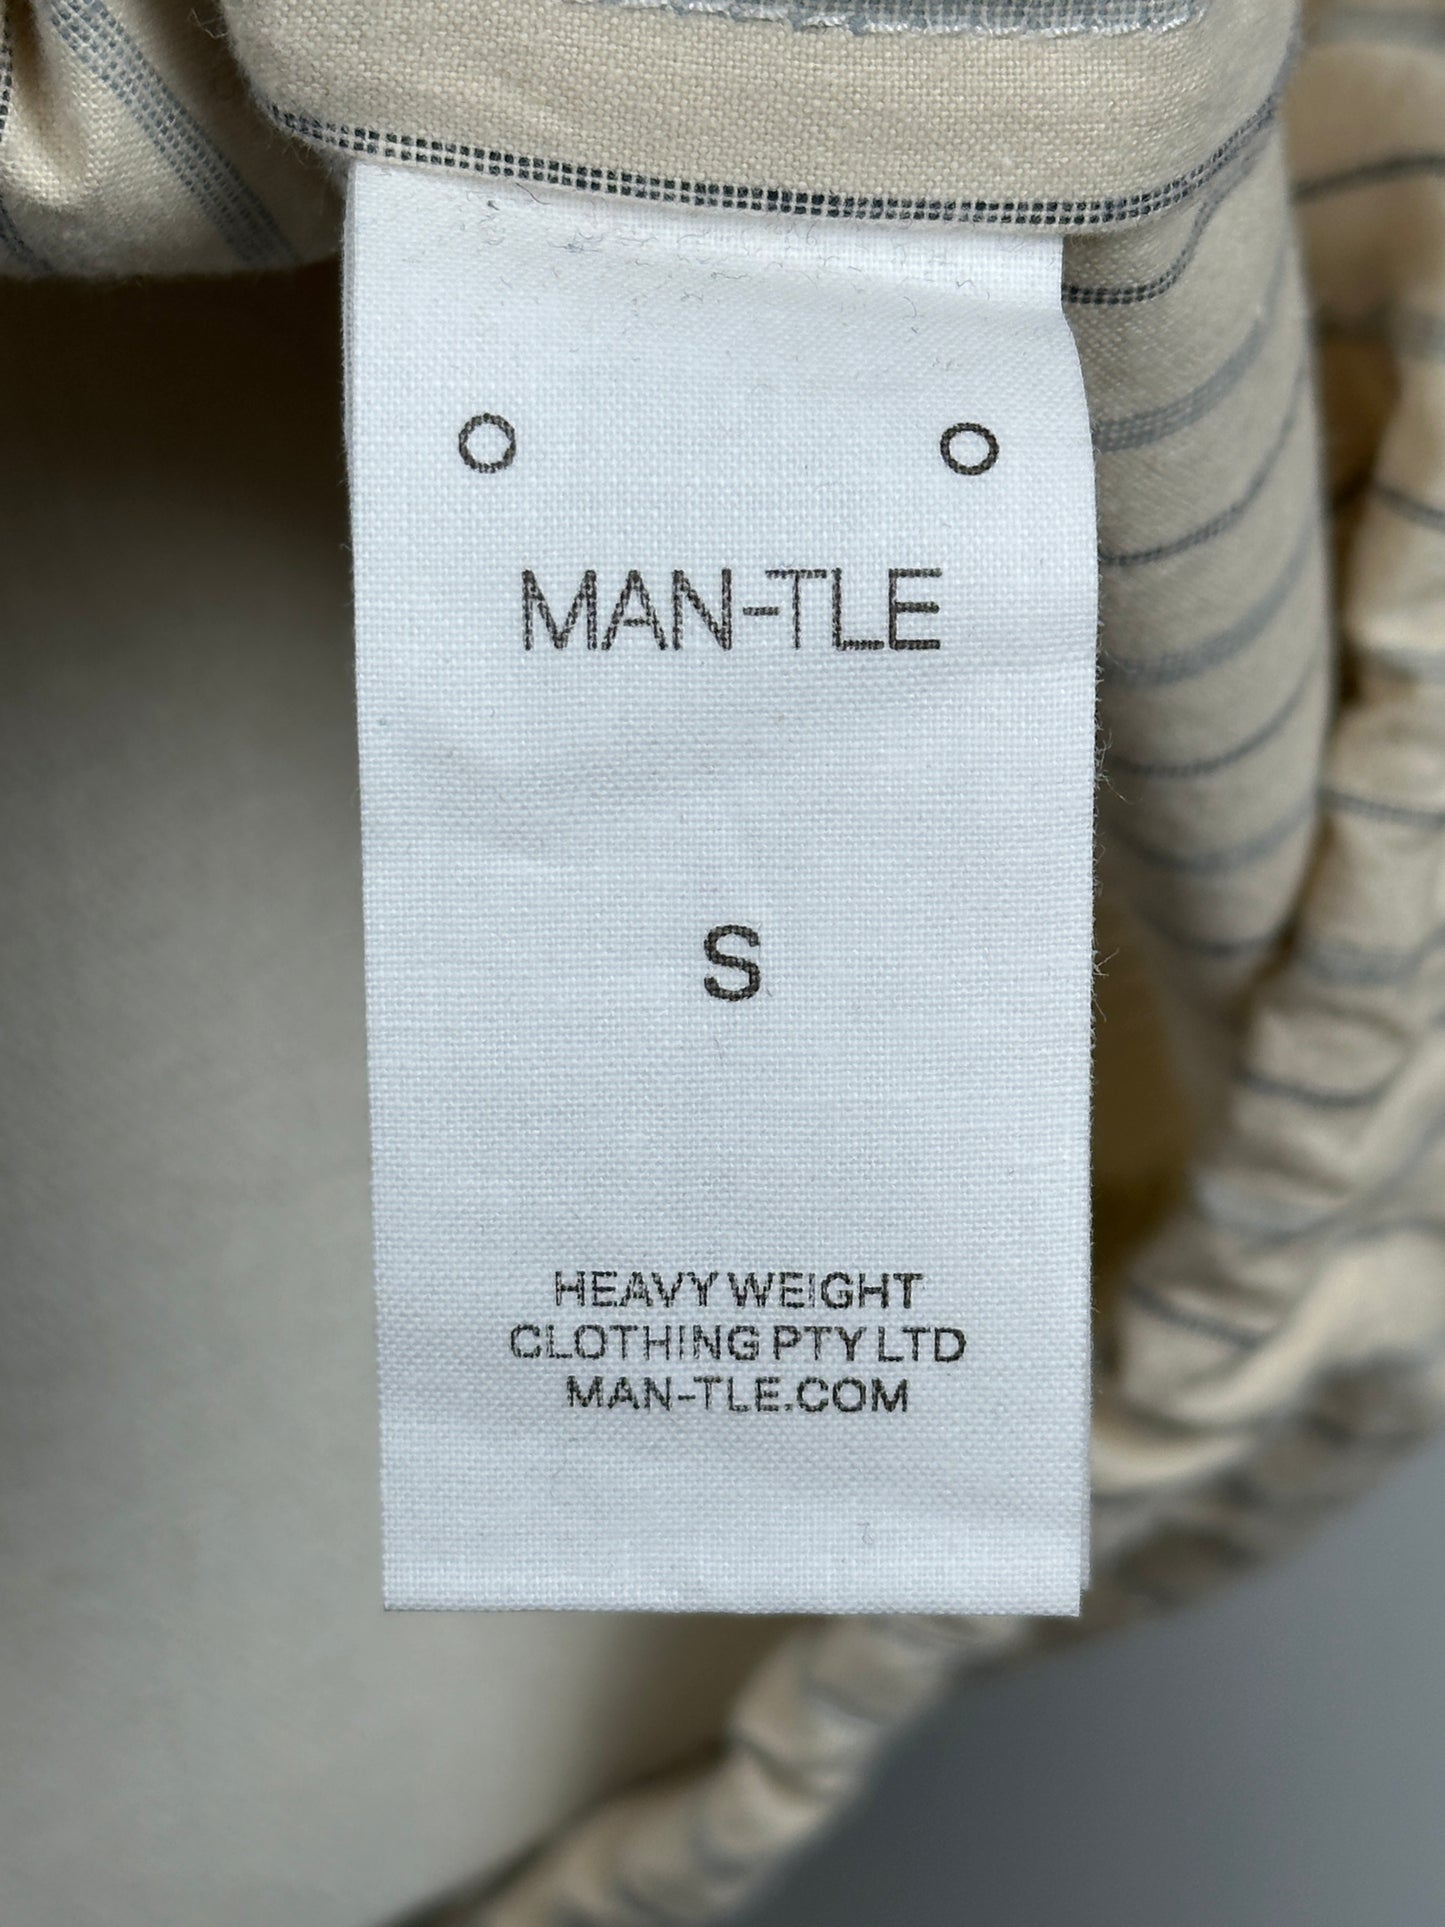 MAN-TLE
S
HEAVY WEIGHT
CLOTHING PTY LTD
MAN-TLE.COM